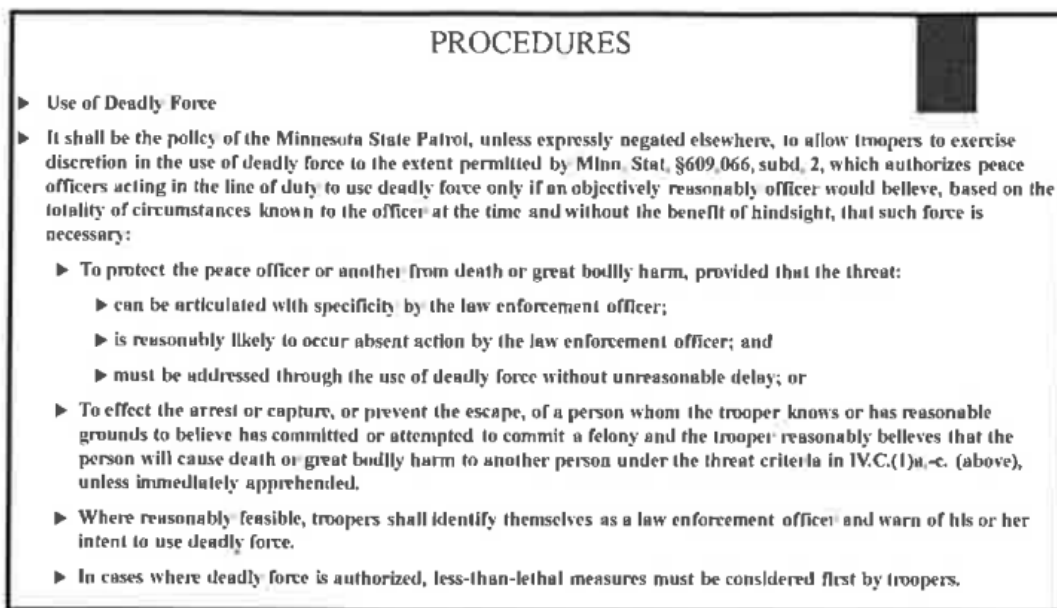 PROCEDURES
▶ Use of Deadly Force
▶ It shall be the policy of the Minnesota State Patrol, unless expressly negated elsewhere, to allow troopers to exercise
discretion in the use of deadly force to the extent permitted by Minn. Stat. §609.066, subd. 2, which authorizes peace
officers acting in the line of duty to use deadly force only if an objectively reasonably officer would believe, based on the
totality of circumstances known to the officer at the time and without the benefit of hindsight, that such force is
necessary:
▶ To protect the peace officer or another from death or great bodily harm, provided that the threat:
▶ can be articulated with specificity by the law enforcement officer;
▶ is reasonably likely to occur absent action by the law enforcement officer; and
▶ must be addressed through the use of deadly force without unreasonable delay; or
▶ To effect the arrest or capture, or prevent the escape, of a person whom the trooper knows or has reasonable
grounds to believe has committed or attempted to commit a felony and the trooper reasonably believes that the
person will cause death or great bodily harm to another person under the threat criteria in IV.C.(1)a.-c. (above),
unless immediately apprehended.
▶ Where reasonably feasible, troopers shall identify themselves as a law enforcement officer and warn of his or her
intent to use deadly force.
▶ In cases where deadly force is authorized, less-than-lethal measures must be considered first by troopers.